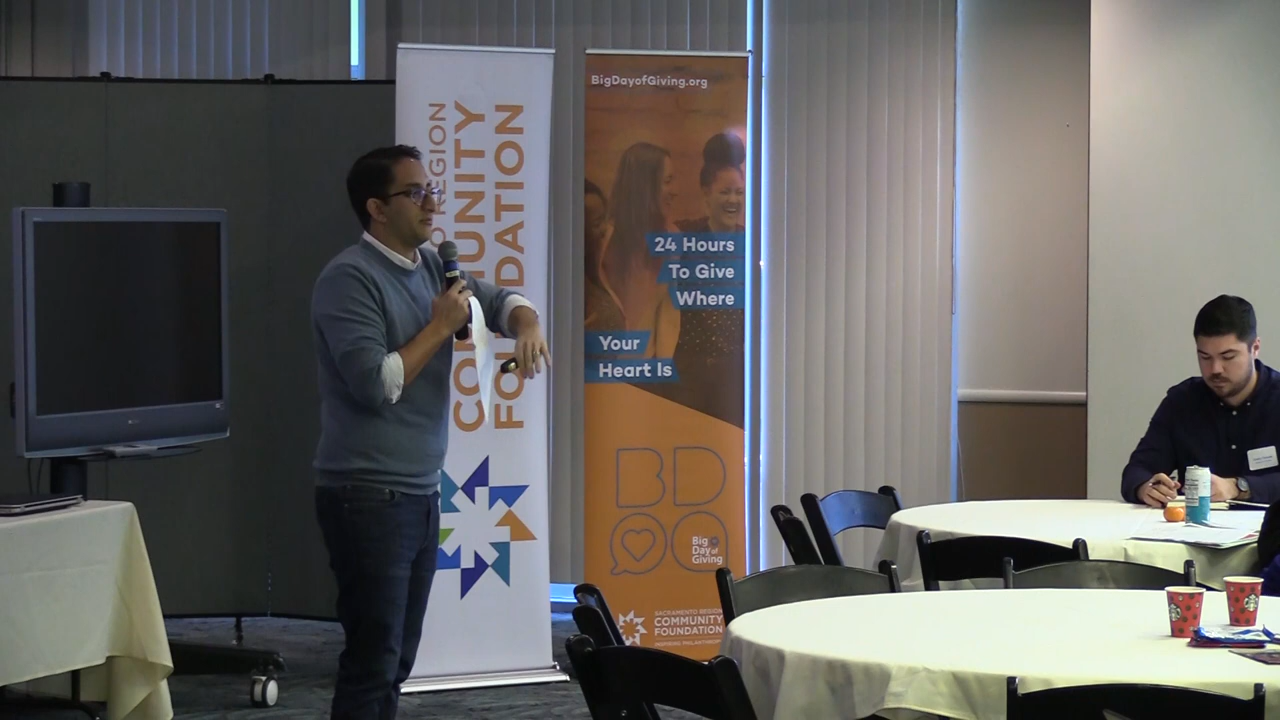 REGION
COMMUNITY
FOUNDATION
BigDayofGiving.org
24 Hours
To Give
Where
Your
Heart Is
BD
Big
Day of
Giving
SACRAMENTO REGION
COMMUNITY
FOUNDATION